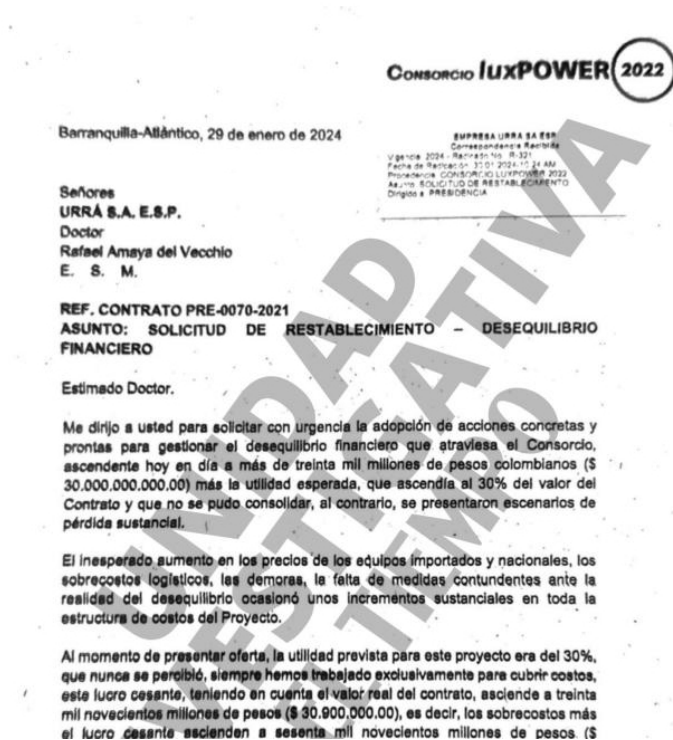 CONSORCIO luxPOWER 2022
Barranquilla-Atlántico, 29 de enero de 2024
EMPRESA URRA SA ESP
Correspondencia Recibida
Vigencia 2024 - Radicado No. R-321
Fecha de Radicación 30 01 2024 10 24 AM
Procedencia CONSORCIO LUXPOWER 2022
Asunto SOLICITUD DE RESTABLECIMIENTO
Dirigido a PRESIDENCIA
Señores
URRÁ S.A. E.S.P.
Doctor
Rafael Amaya del Vecchio
E. S. M.
REF. CONTRATO PRE-0070-2021
ASUNTO: SOLICITUD DE RESTABLECIMIENTO – DESEQUILIBRIO
FINANCIERO
Estimado Doctor.
Me dirijo a usted para solicitar con urgencia la adopción de acciones concretas y
prontas para gestionar el desequilibrio financiero que atraviesa el Consorcio,
ascendente hoy en día a más de treinta mil millones de pesos colombianos ($
30.000.000.000.00) más la utilidad esperada, que ascendía al 30% del valor del
Contrato y que no se pudo consolidar, al contrario, se presentaron escenarios de
pérdida sustancial.
El inesperado aumento en los precios de los equipos importados y nacionales, los
sobrecostos logísticos, las demoras, la falta de medidas contundentes ante la
realidad del desequilibrio ocasionó unos incrementos sustanciales en toda la
estructura de costos del Proyecto.
Al momento de presentar oferta, la utilidad prevista para este proyecto era del 30%,
que nunca se percibió, siempre hemos trabajado exclusivamente para cubrir costos,
este lucro cesante, teniendo en cuenta el valor real del contrato, asciende a treinta
mil novecientos millones de pesos ($ 30.900,000.00), es decir, los sobrecostos más
el lucro cesante ascienden a sesenta mil novecientos millones de pesos ($
UNIDAD
INVESTIGATIVA
EL TIEMPO